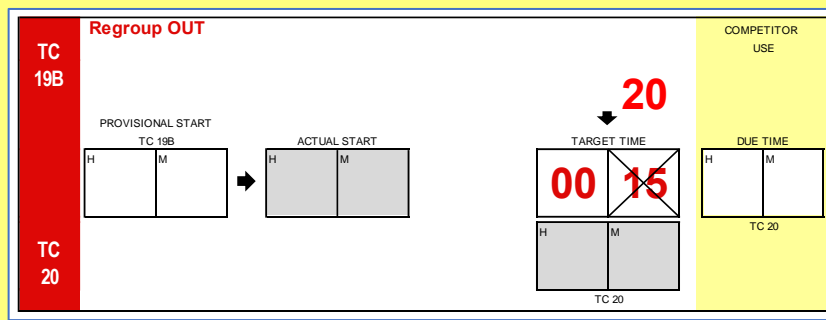 TC
19B
Regroup OUT
COMPETITOR
USE
20
PROVISIONAL START
TC 19B
ACTUAL START
TARGET TIME
DUE TIME
H M
H M
00 15
H M
TC 20
H M
TC
20
TC 20